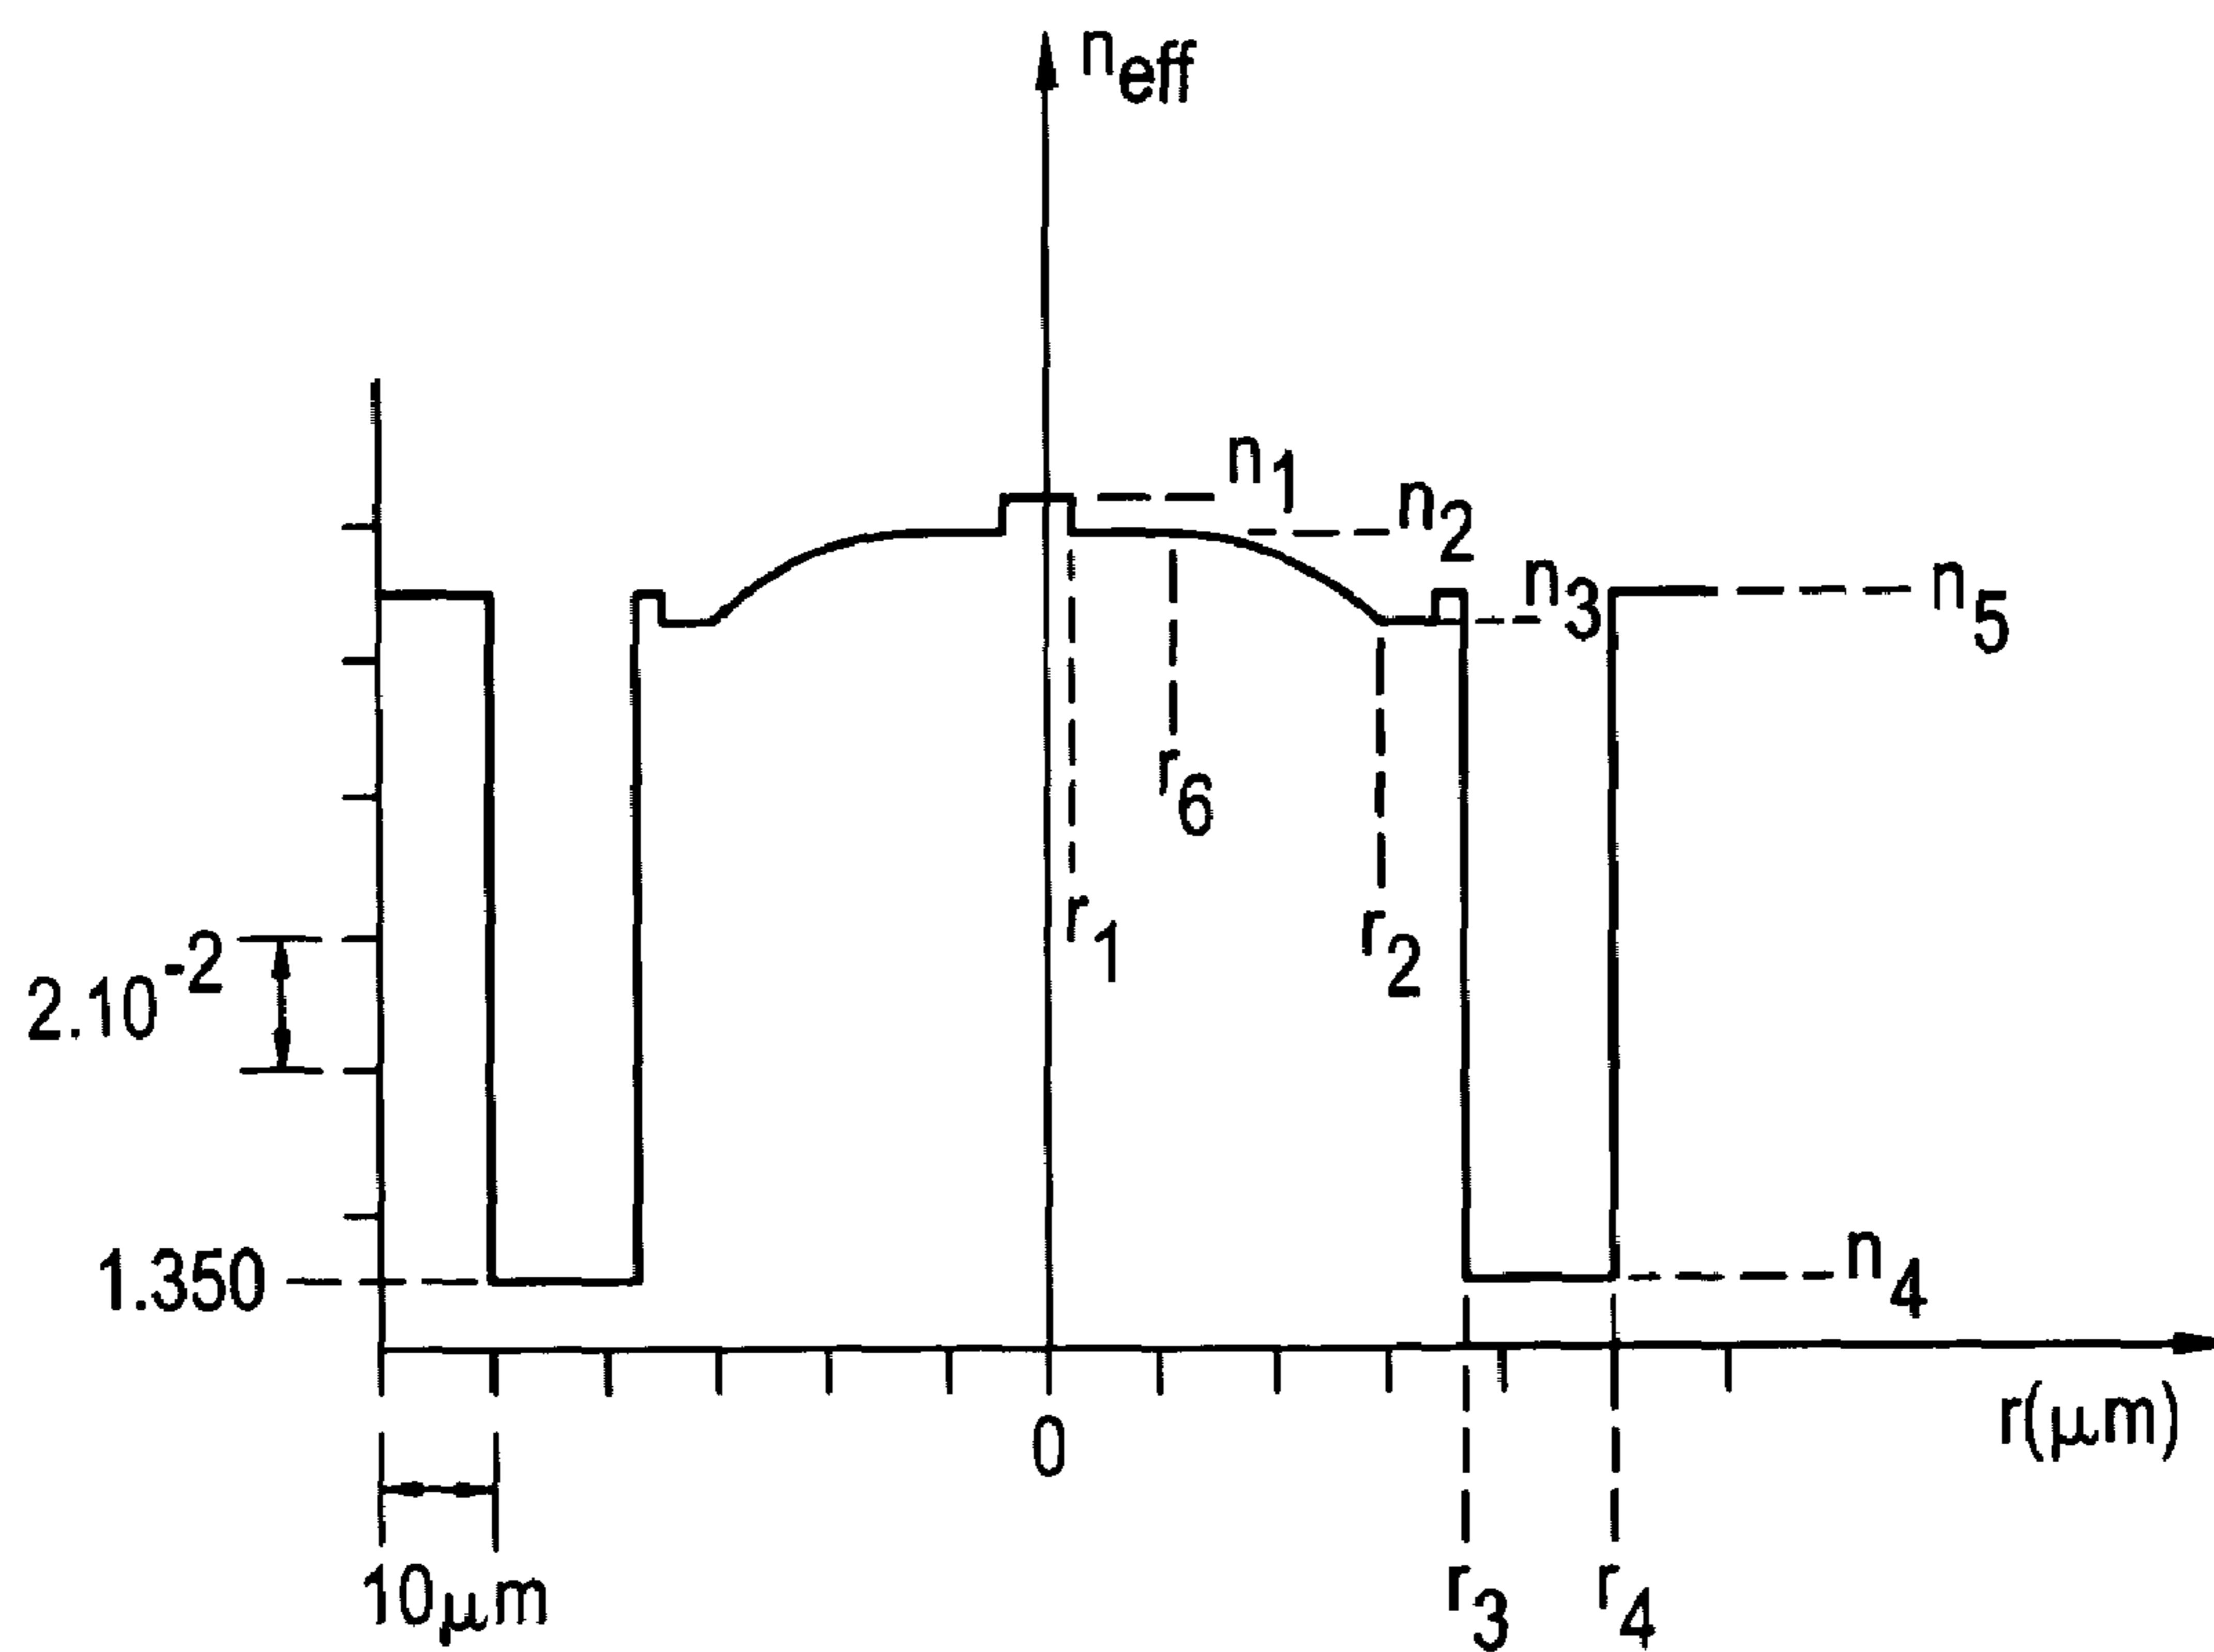 n_eff
n_1
n_2
n_3
n_5
r_6
r_1
r_2
2.10^-2
1.350
n_4
r(μm)
0
10μm
r_3
r_4